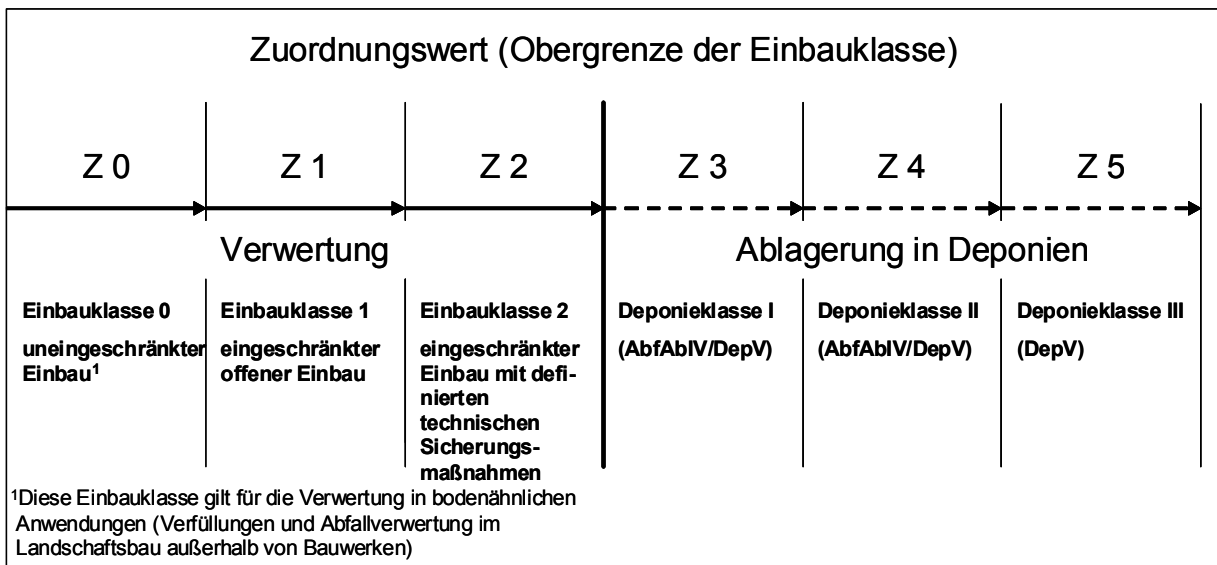 Zuordnungswert (Obergrenze der Einbauklasse)
Z 0 Z 1 Z 2 Z 3 Z 4 Z 5
Verwertung Ablagerung in Deponien
Einbauklasse 0
uneingeschränkter
Einbau¹
Einbauklasse 1
eingeschränkter
offener Einbau
Einbauklasse 2
eingeschränkter
Einbau mit defi-
nierten
technischen
Sicherungs-
maßnahmen
Deponieklasse I
(AbfAblV/DepV)
Deponieklasse II
(AbfAblV/DepV)
Deponieklasse III
(DepV)
¹Diese Einbauklasse gilt für die Verwertung in bodenähnlichen
Anwendungen (Verfüllungen und Abfallverwertung im
Landschaftsbau außerhalb von Bauwerken)